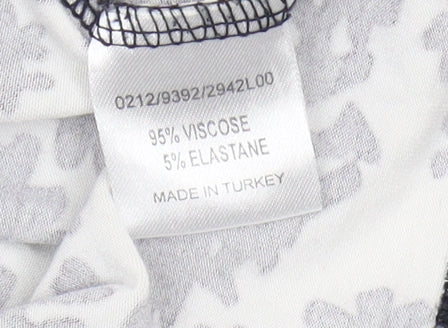 0212/9392/2942L00
95% VISCOSE
5% ELASTANE
MADE IN TURKEY